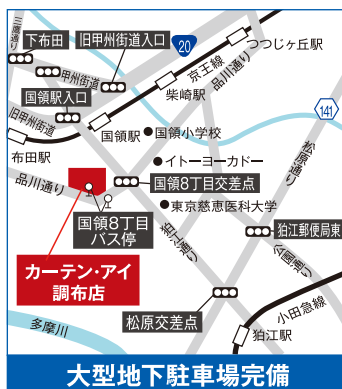 三鷹通り
下布田
旧甲州街道入口
20
つつじヶ丘駅
甲州街道
京王線
品川通り
国領駅入口
柴崎駅
141
旧甲州街道
国領駅
国領小学校
布田駅
イトーヨーカドー
松原通り
品川通り
国領8丁目交差点
東京慈恵医科大学
国領8丁目
バス停
狛江通り
狛江郵便局東
公園通り
カーテン・アイ
調布店
小田急線
松原交差点
多摩川
狛江駅
大型地下駐車場完備